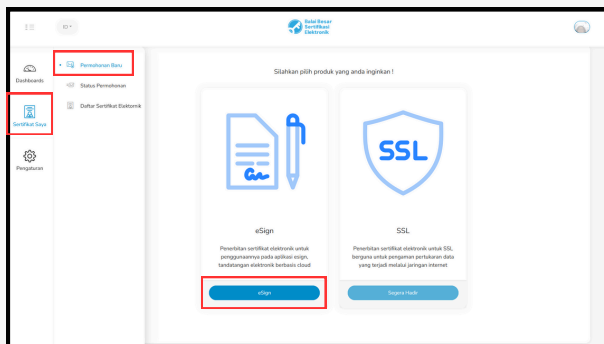 ID
Balai Besar
Sertifikasi
Elektronik
Dashboards
Sertifikat Saya
Pengaturan
Permohonan Baru
Status Permohonan
Daftar Sertifikat Elektornik
Silahkan pilih produk yang anda inginkan !
eSign
Penerbitan sertifikat elektronik untuk
penggunaannya pada aplikasi esign,
tandatangan elektronik berbasis cloud
eSign
SSL
SSL
Penerbitan sertifikat elektronik untuk SSL,
berguna untuk pengaman pertukaran data
yang terjadi melalui jaringan internet
Segera Hadir